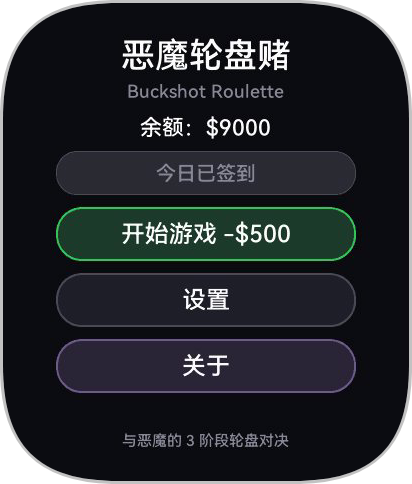 恶魔轮盘赌
Buckshot Roulette
余额：$9000
今日已签到
开始游戏 -$500
设置
关于
与恶魔的 3 阶段轮盘对决